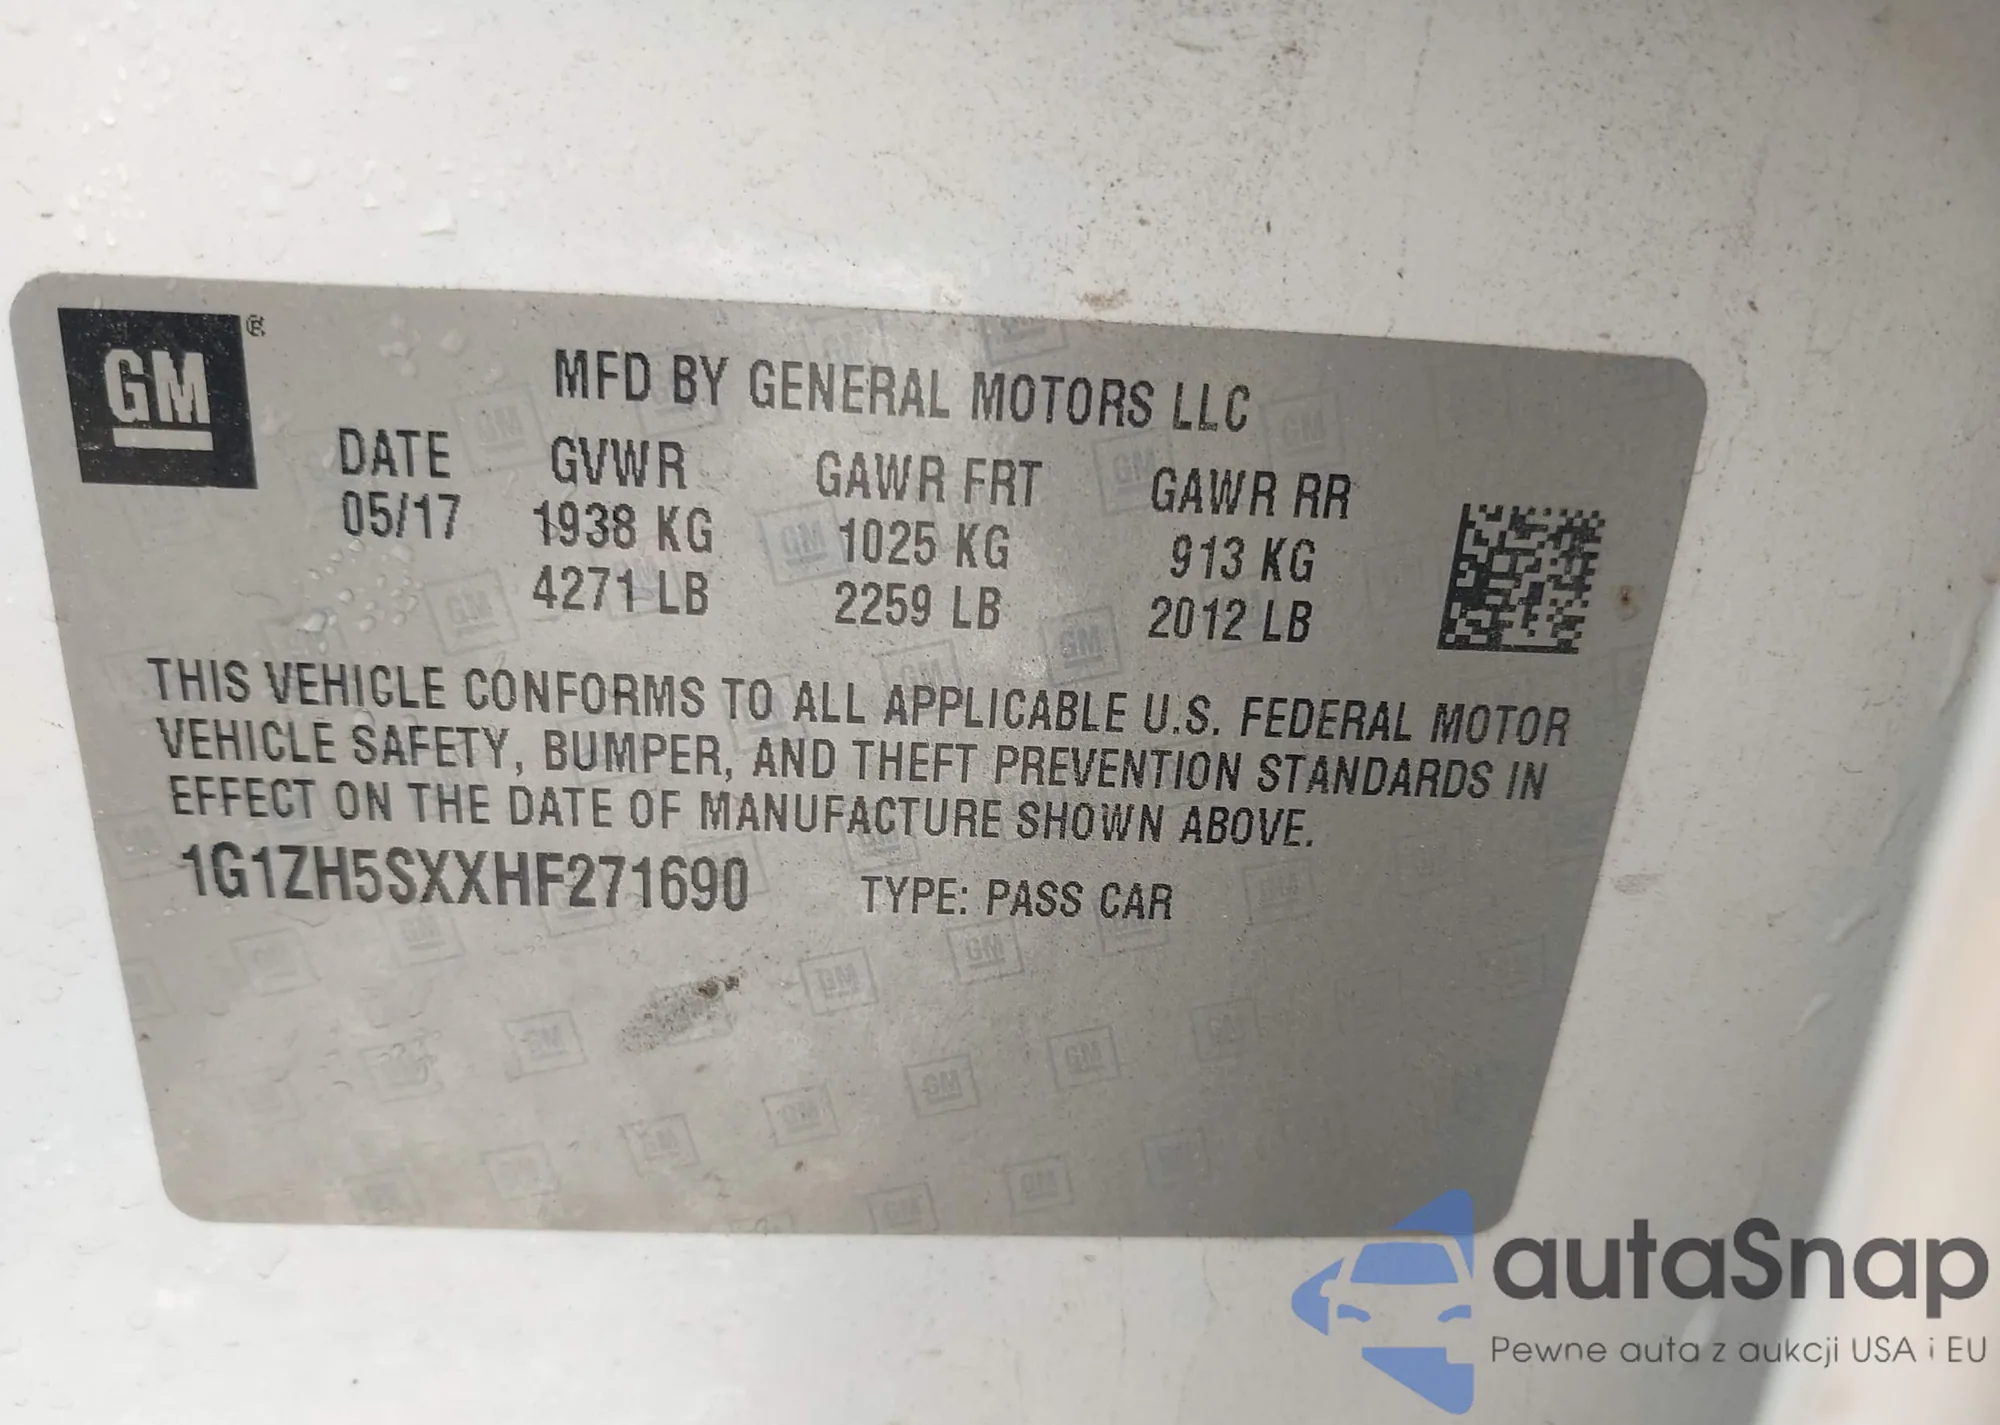 GM ®
MFD BY GENERAL MOTORS LLC
DATE GVWR GAWR FRT GAWR RR
05/17 1938 KG 1025 KG 913 KG
4271 LB 2259 LB 2012 LB
THIS VEHICLE CONFORMS TO ALL APPLICABLE U.S. FEDERAL MOTOR
VEHICLE SAFETY, BUMPER, AND THEFT PREVENTION STANDARDS IN
EFFECT ON THE DATE OF MANUFACTURE SHOWN ABOVE.
1G1ZH5SXXHF271690 TYPE: PASS CAR
autaSnap
Pewne auta z aukcji USA i EU